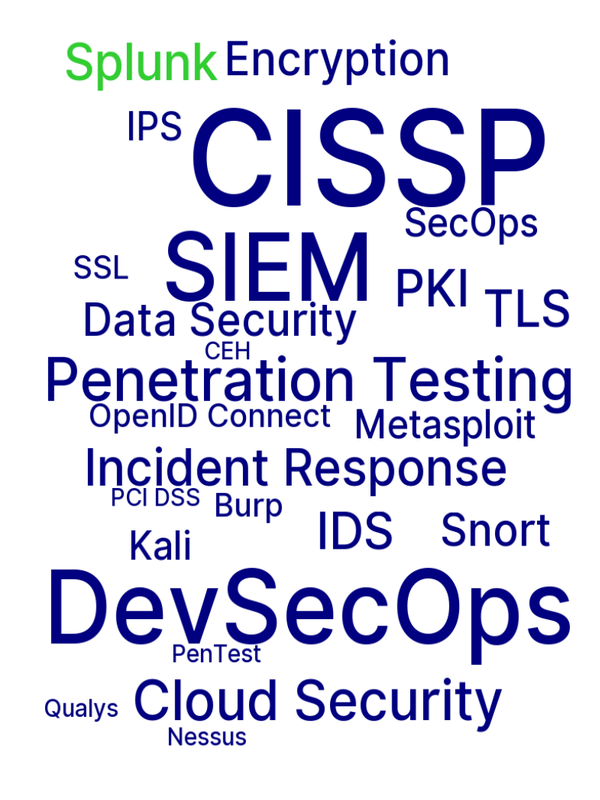 Splunk Encryption
IPS CISSP
SecOps
SSL SIEM PKI TLS
Data Security
CEH
Penetration Testing
OpenID Connect Metasploit
Incident Response
PCI DSS Burp
Kali IDS Snort
DevSecOps
PenTest
Qualys Cloud Security
Nessus